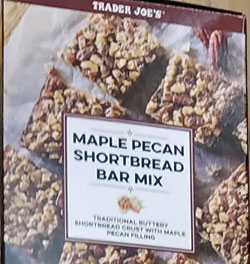 TRADER JOE'S
MAPLE PECAN
SHORTBREAD
BAR MIX
TRADITIONAL BUTTERY
SHORTBREAD CRUST WITH MAPLE
PECAN FILLING